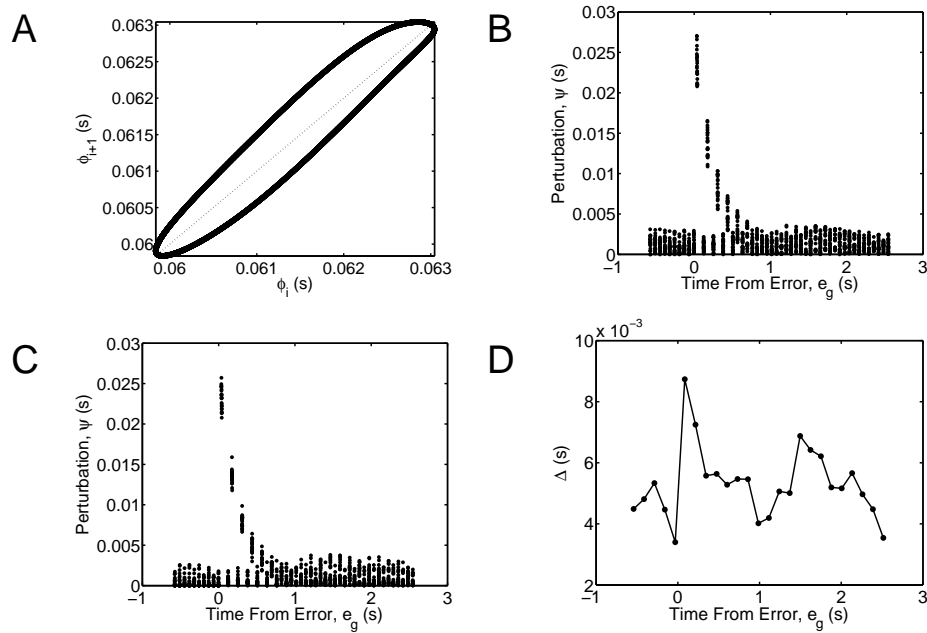 A
0.063
0.0625
0.062
0.0615
0.061
0.0605
0.06
0.06 0.061 0.062 0.063
ϕi+1 (s)
ϕi (s)
B
0.03
0.025
0.02
0.015
0.01
0.005
0
−1 0 1 2 3
Perturbation, ψ (s)
Time From Error, eg (s)
C
0.03
0.025
0.02
0.015
0.01
0.005
0
−1 0 1 2 3
Perturbation, ψ (s)
Time From Error, eg (s)
D
10 x 10−3
8
6
4
2
−1 0 1 2 3
Δ (s)
Time From Error, eg (s)